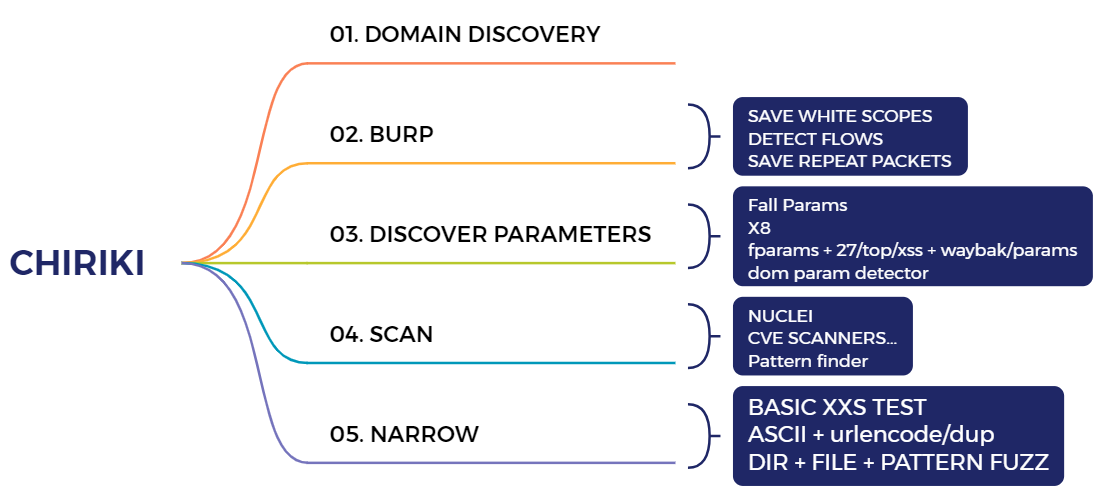 CHIRIKI
01. DOMAIN DISCOVERY
02. BURP
SAVE WHITE SCOPES
DETECT FLOWS
SAVE REPEAT PACKETS
03. DISCOVER PARAMETERS
Fall Params
X8
fparams + 27/top/xss + waybak/params
dom param detector
04. SCAN
NUCLEI
CVE SCANNERS...
Pattern finder
05. NARROW
BASIC XXS TEST
ASCII + urlencode/dup
DIR + FILE + PATTERN FUZZ